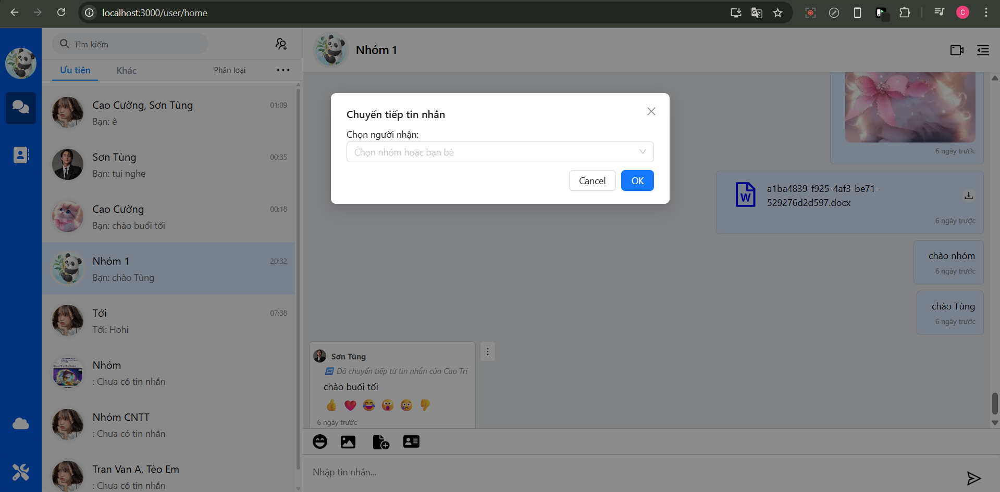 localhost:3000/user/home
C
Tìm kiếm
Ưu tiên
Khác
Phân loại
Cao Cường, Sơn Tùng
01:09
Bạn: ê
Sơn Tùng
00:35
Bạn: tui nghe
Cao Cường
00:18
Bạn: chào buổi tối
Nhóm 1
20:32
Bạn: chào Tùng
Tới
07:38
Tới: Hohi
Nhóm
: Chưa có tin nhắn
Nhóm CNTT
: Chưa có tin nhắn
Tran Van A, Tèo Em
: Chưa có tin nhắn
Nhóm 1
6 ngày trước
W
a1ba4839-f925-4af3-be71-
529276d2d597.docx
6 ngày trước
chào nhóm
6 ngày trước
chào Tùng
6 ngày trước
Sơn Tùng
Đã chuyển tiếp từ tin nhắn của Cao Tri
chào buổi tối
6 ngày trước
Nhập tin nhắn...
Chuyển tiếp tin nhắn
Chọn người nhận:
Chọn nhóm hoặc bạn bè
Cancel
OK